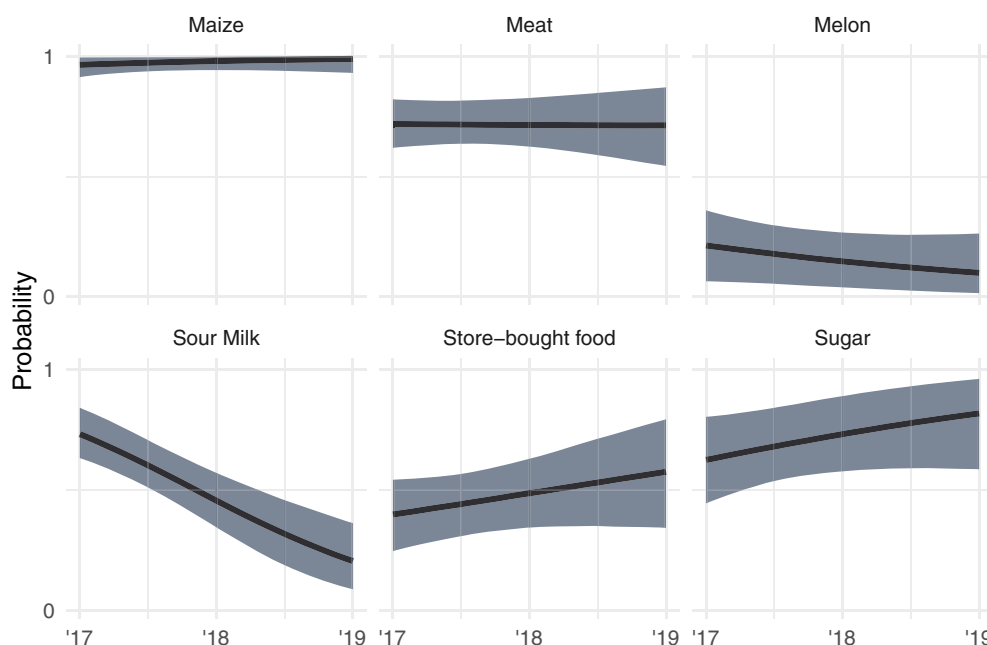 Maize Meat Melon
1
0
Probability
Sour Milk Store−bought food Sugar
1
0
'17 '18 '19 '17 '18 '19 '17 '18 '19